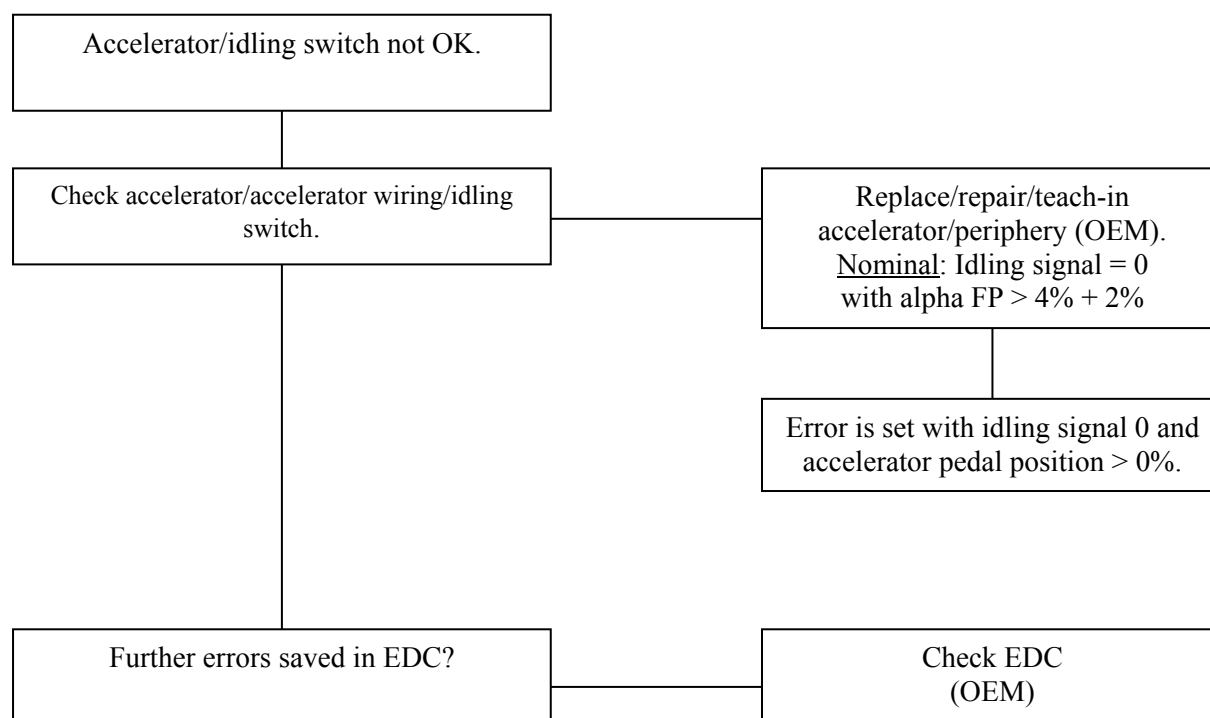 Accelerator/idling switch not OK.
Check accelerator/accelerator wiring/idling
switch.
Replace/repair/teach-in
accelerator/periphery (OEM).
Nominal: Idling signal = 0
with alpha FP > 4% + 2%
Error is set with idling signal 0 and
accelerator pedal position > 0%.
Further errors saved in EDC?
Check EDC
(OEM)